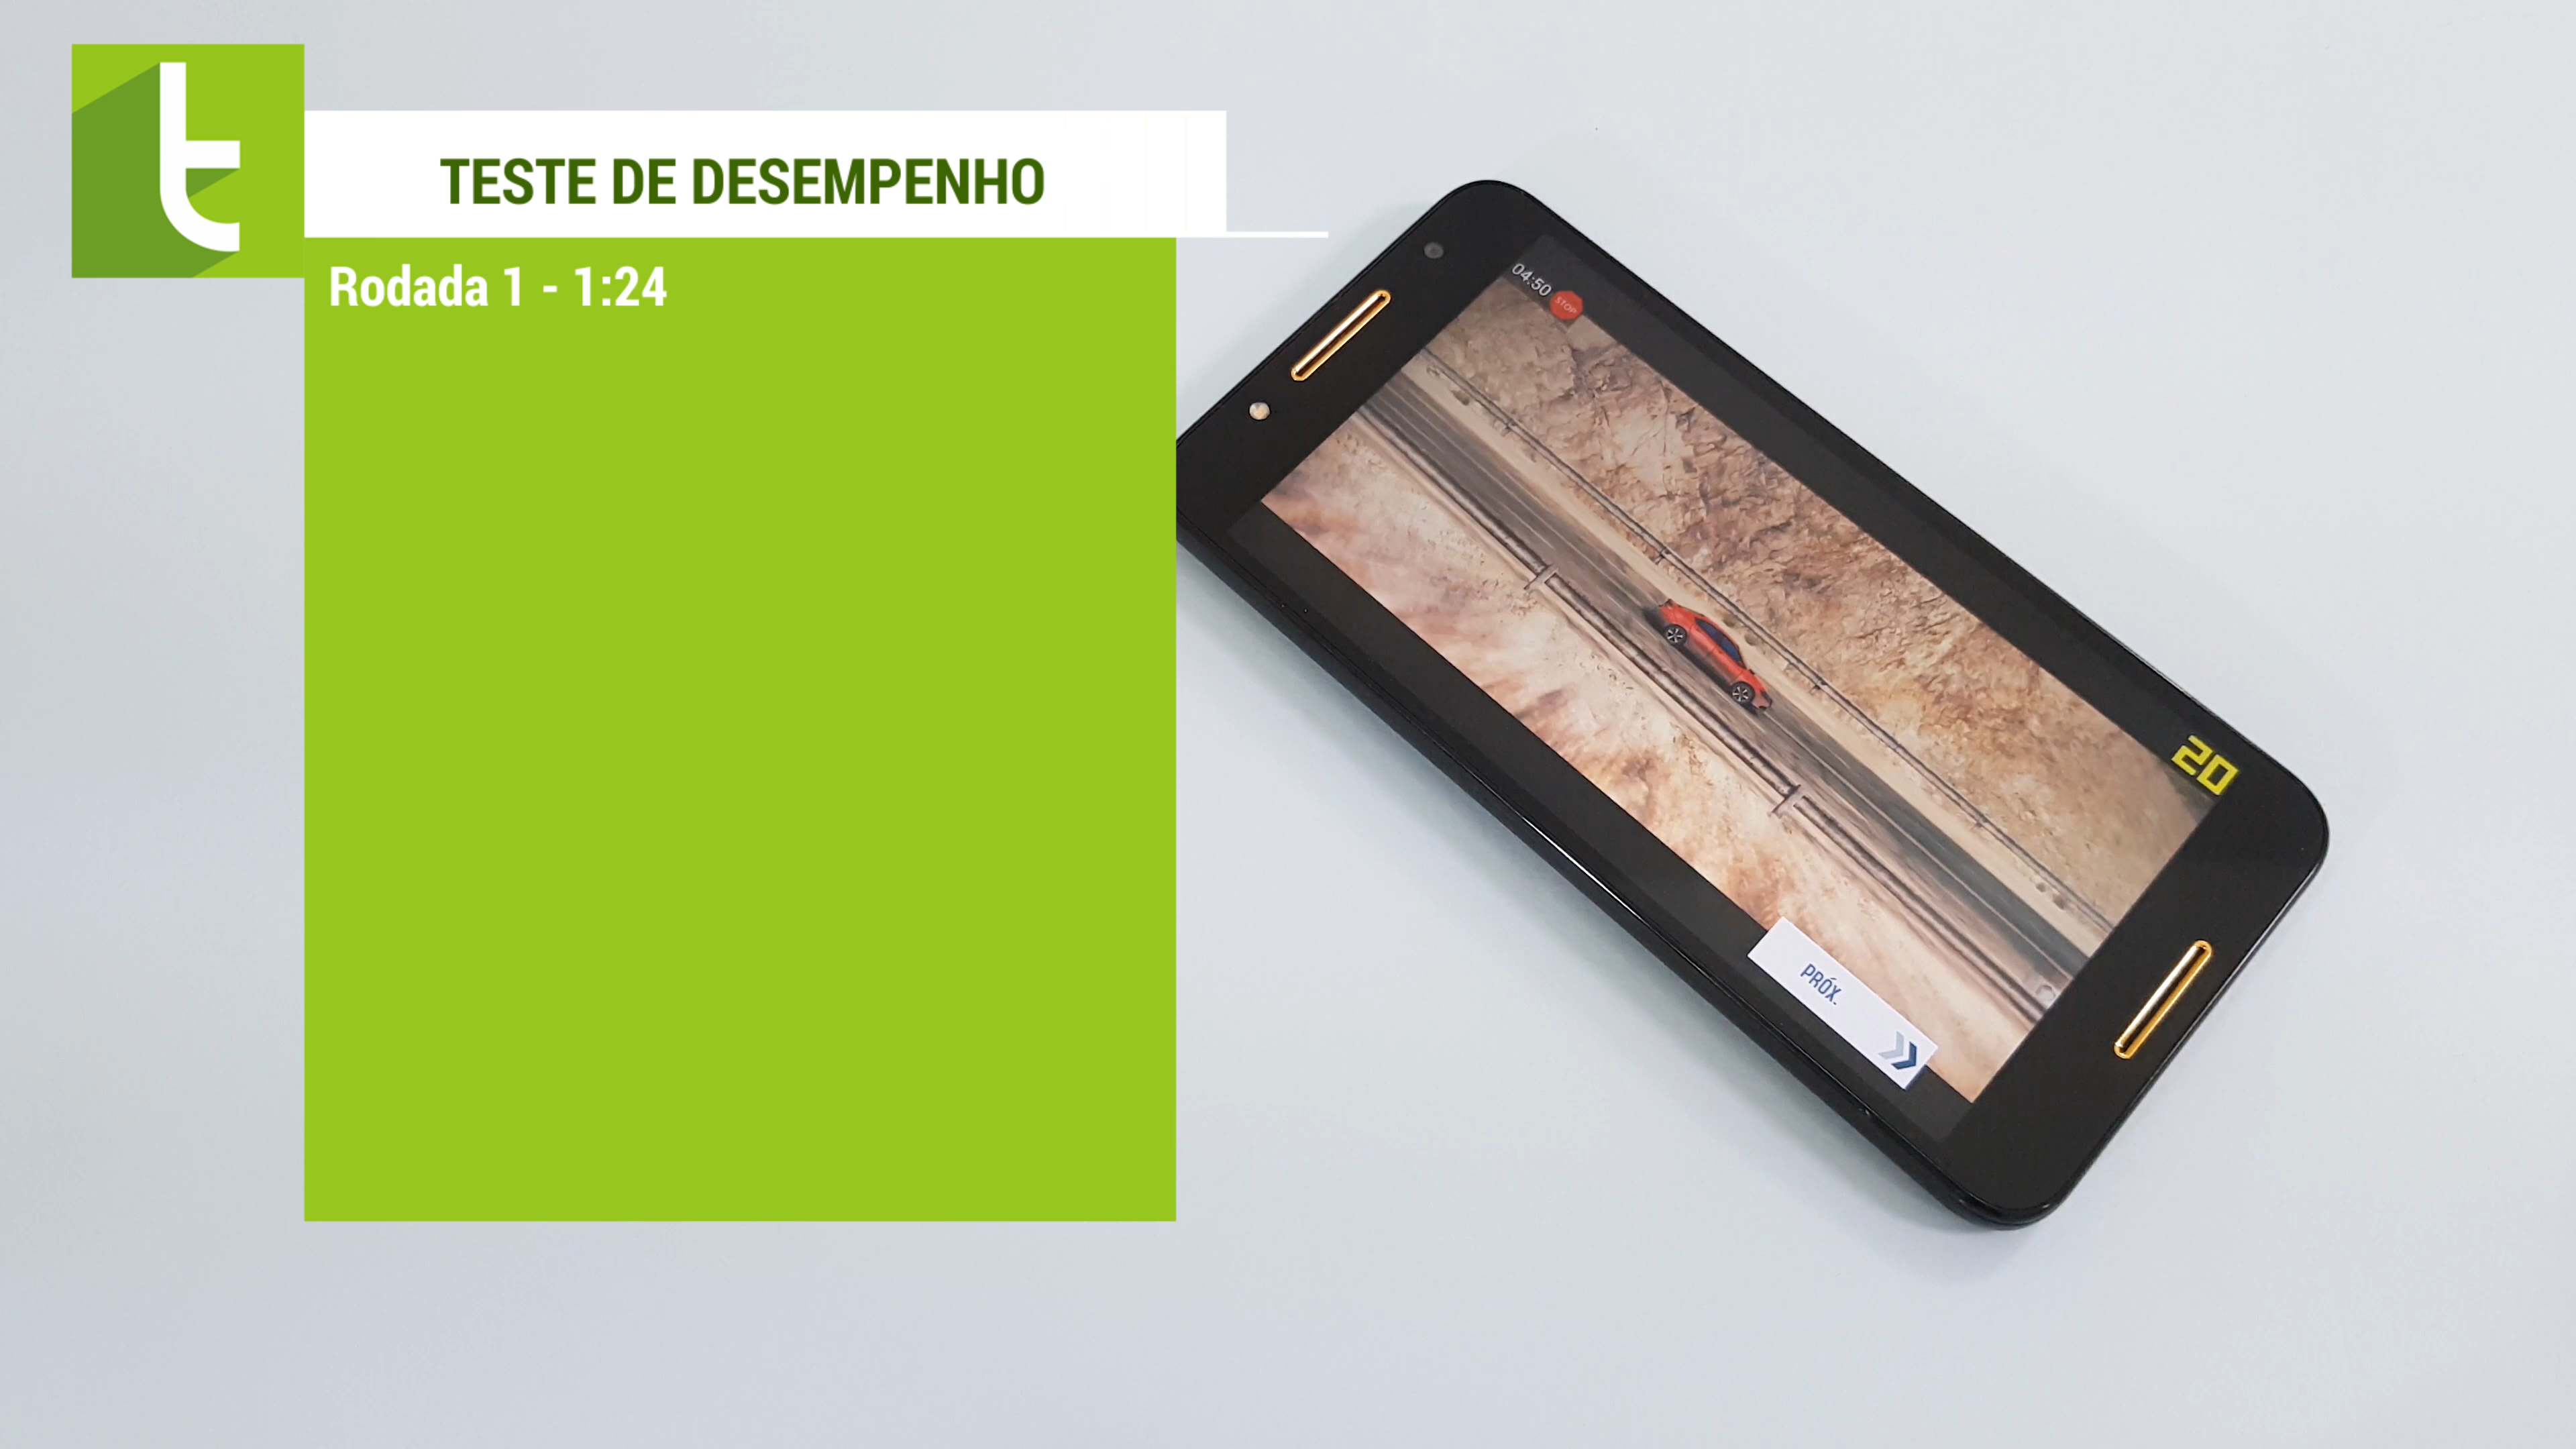 t
TESTE DE DESEMPENHO
Rodada 1 - 1:24
04:50
STOP
20
PRÓX.